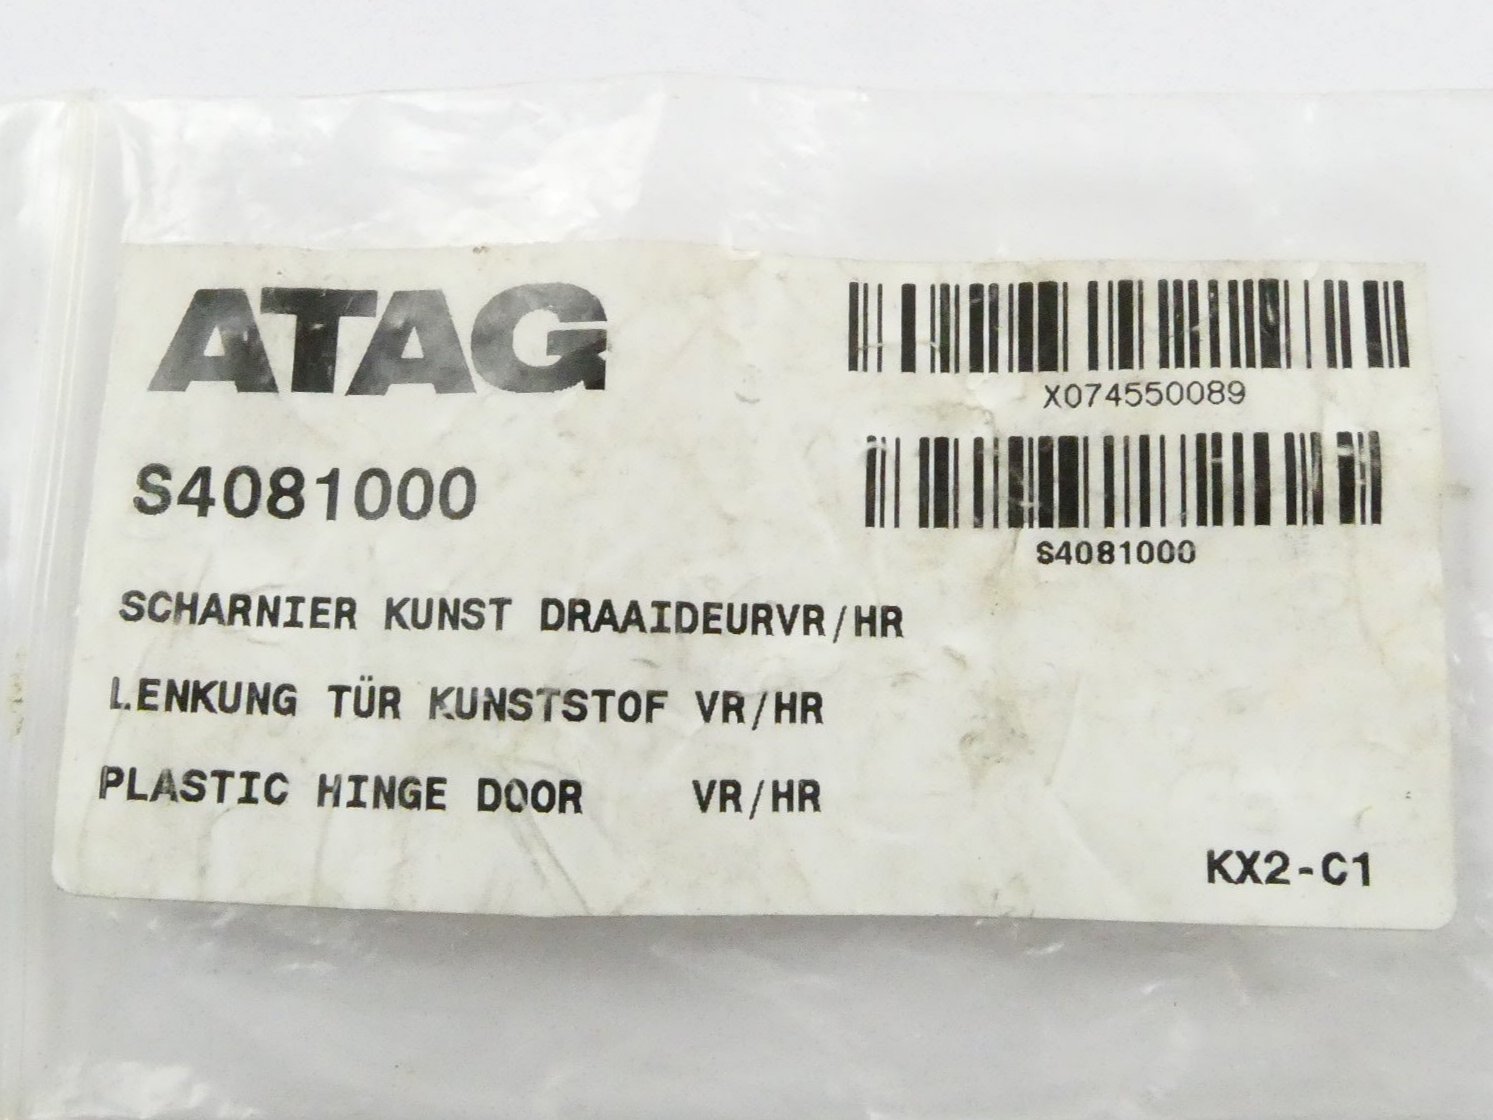 ATAG
X074550089
S4081000
S4081000
SCHARNIER KUNST DRAAIDEURVR/HR
LENKUNG TÜR KUNSTSTOF VR/HR
PLASTIC HINGE DOOR VR/HR
KX2-C1